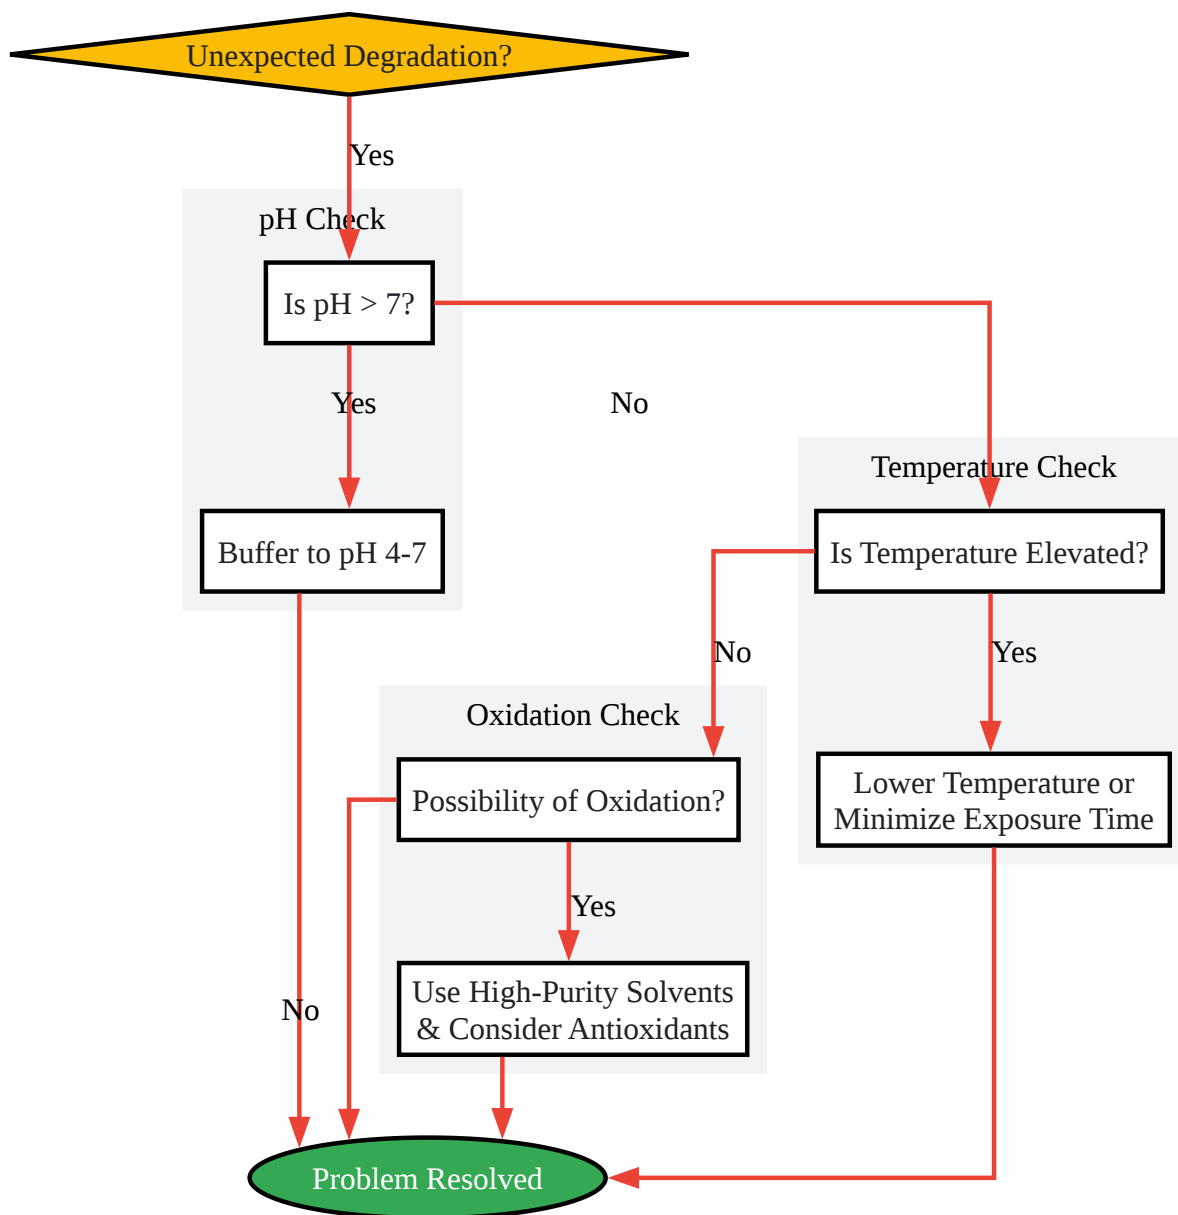 Unexpected Degradation?
Yes
pH Check
Is pH > 7?
Yes
No
Temperature Check
Buffer to pH 4-7
Is Temperature Elevated?
No
Yes
Oxidation Check
Possibility of Oxidation?
Lower Temperature or
Minimize Exposure Time
Yes
Use High-Purity Solvents
& Consider Antioxidants
No
Problem Resolved